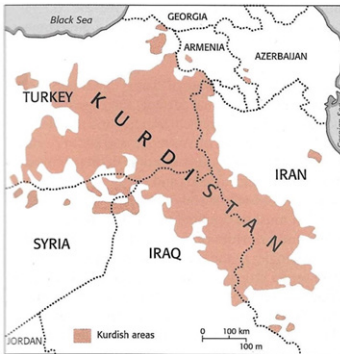 Black Sea
GEORGIA
ARMENIA
AZERBAIJAN
TURKEY
KURDISTAN
IRAN
SYRIA
IRAQ
JORDAN
Kurdish areas
0 100 km
100 m